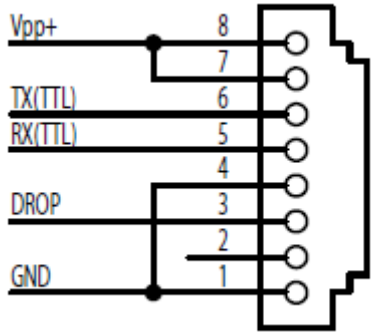 Vpp+ 8
7
TX(TTL) 6
RX(TTL) 5
4
DROP 3
2
GND 1